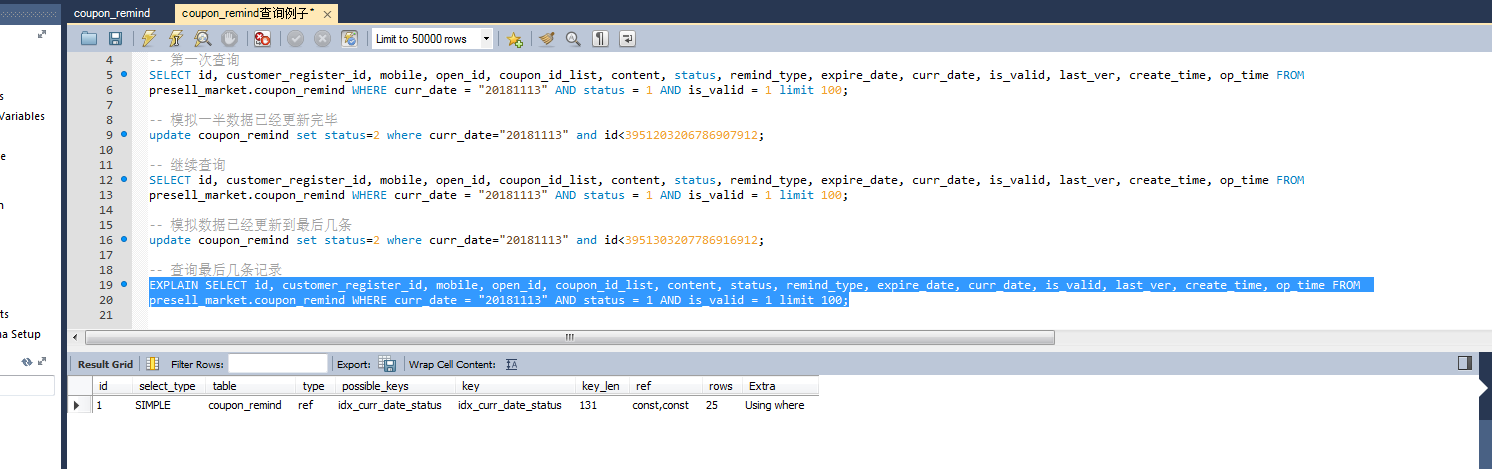 coupon_remind
coupon_remind查询例子*
Limit to 50000 rows
4 -- 第一次查询
5 SELECT id, customer_register_id, mobile, open_id, coupon_id_list, content, status, remind_type, expire_date, curr_date, is_valid, last_ver, create_time, op_time FROM
6 presell_market.coupon_remind WHERE curr_date = "20181113" AND status = 1 AND is_valid = 1 limit 100;
7
8 -- 模拟一半数据已经更新完毕
9 update coupon_remind set status=2 where curr_date="20181113" and id<3951203206786907912;
10
11 -- 继续查询
12 SELECT id, customer_register_id, mobile, open_id, coupon_id_list, content, status, remind_type, expire_date, curr_date, is_valid, last_ver, create_time, op_time FROM
13 presell_market.coupon_remind WHERE curr_date = "20181113" AND status = 1 AND is_valid = 1 limit 100;
14
15 -- 模拟数据已经更新到最后几条
16 update coupon_remind set status=2 where curr_date="20181113" and id<3951303207786916912;
17
18 -- 查询最后几条记录
19 EXPLAIN SELECT id, customer_register_id, mobile, open_id, coupon_id_list, content, status, remind_type, expire_date, curr_date, is_valid, last_ver, create_time, op_time FROM
20 presell_market.coupon_remind WHERE curr_date = "20181113" AND status = 1 AND is_valid = 1 limit 100;
21
s
Variables
e
n
ts
a Setup
Result Grid Filter Rows: Export: Wrap Cell Content:
id select_type table type possible_keys key key_len ref rows Extra
1 SIMPLE coupon_remind ref idx_curr_date_status idx_curr_date_status 131 const,const 25 Using where